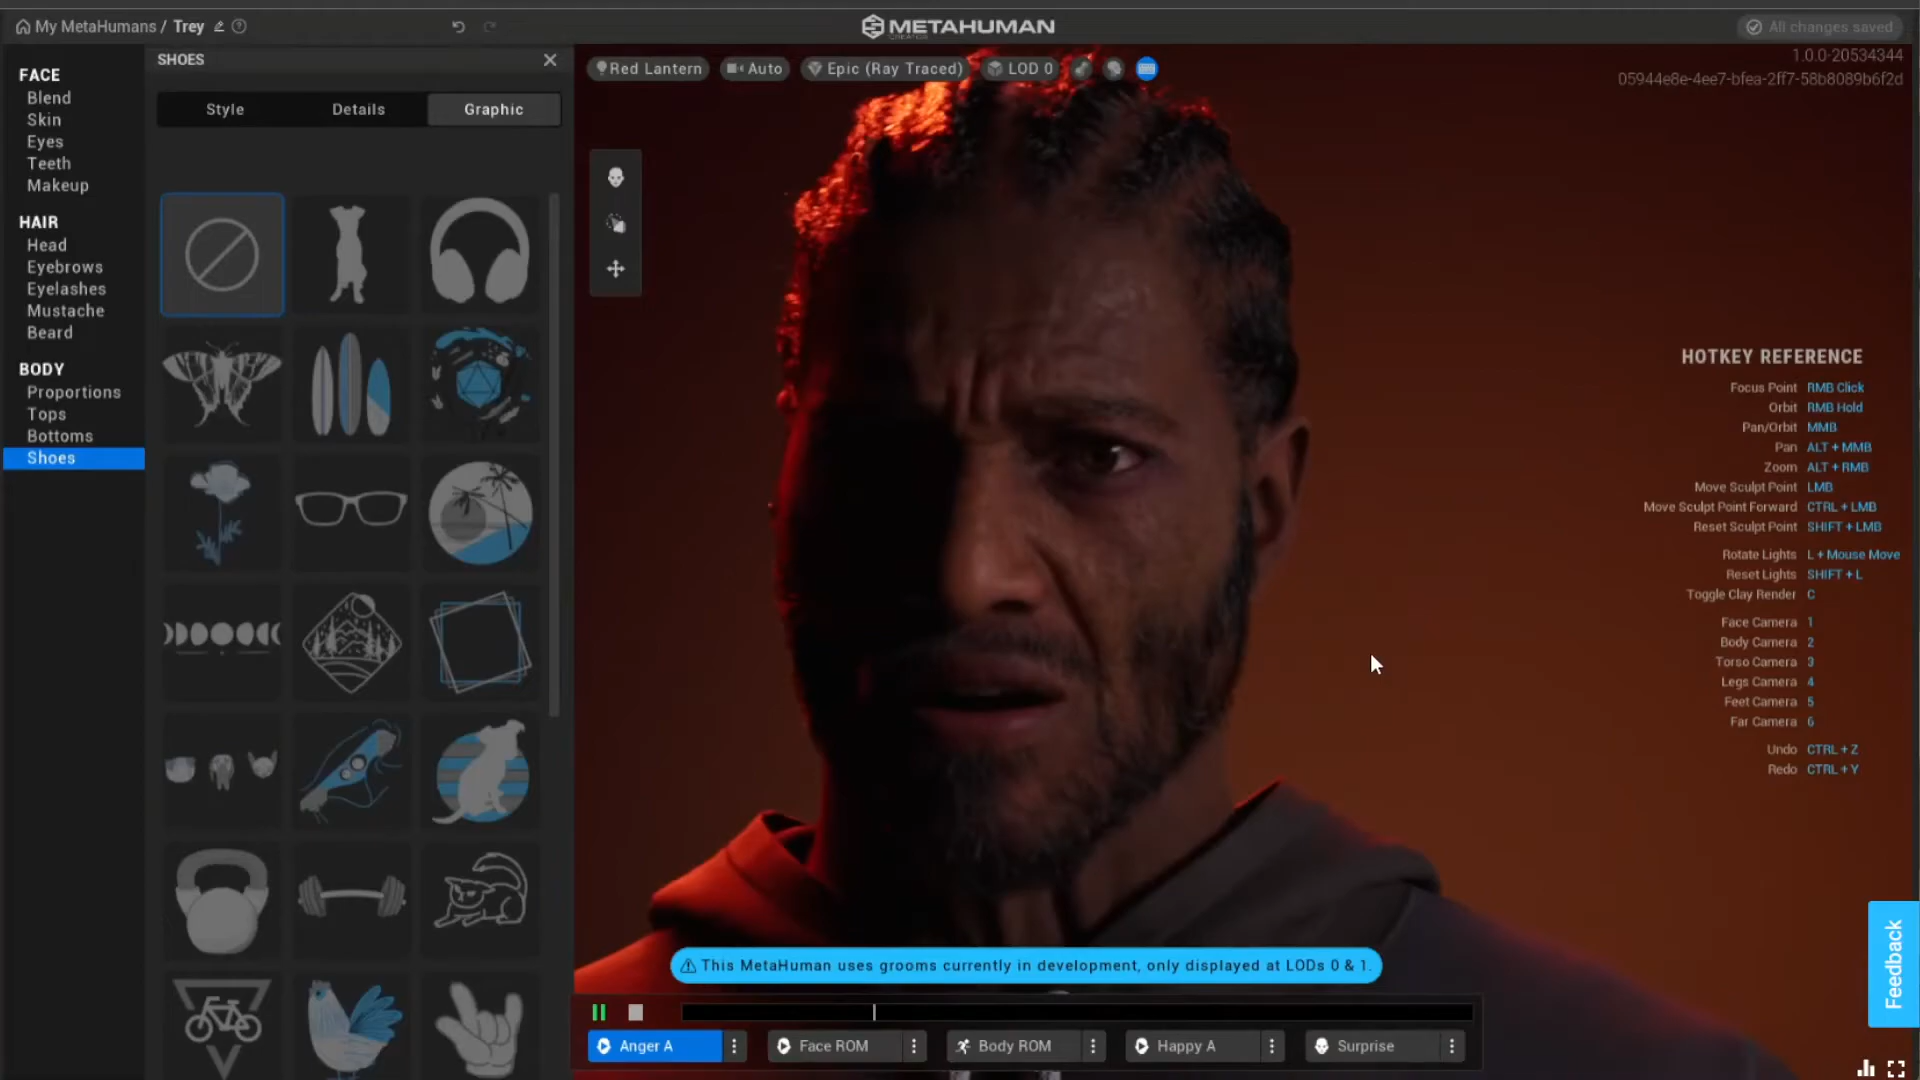 My MetaHumans / Trey
METAHUMAN
CREATOR
All changes saved
1.0.0-20534344
05944e8e-4ee7-bfea-2ff7-58b8089b6f2d
FACE
Blend
Skin
Eyes
Teeth
Makeup
HAIR
Head
Eyebrows
Eyelashes
Mustache
Beard
BODY
Proportions
Tops
Bottoms
Shoes
SHOES
Style
Details
Graphic
Red Lantern
Auto
Epic (Ray Traced)
LOD 0
HOTKEY REFERENCE
Focus Point RMB Click
Orbit RMB Hold
Pan/Orbit MMB
Pan ALT + MMB
Zoom ALT + RMB
Move Sculpt Point LMB
Move Sculpt Point Forward CTRL + LMB
Reset Sculpt Point SHIFT + LMB
Rotate Lights L + Mouse Move
Reset Lights SHIFT + L
Toggle Clay Render C
Face Camera 1
Body Camera 2
Torso Camera 3
Legs Camera 4
Feet Camera 5
Far Camera 6
Undo CTRL + Z
Redo CTRL + Y
Feedback
This MetaHuman uses grooms currently in development, only displayed at LODs 0 & 1.
Anger A
Face ROM
Body ROM
Happy A
Surprise